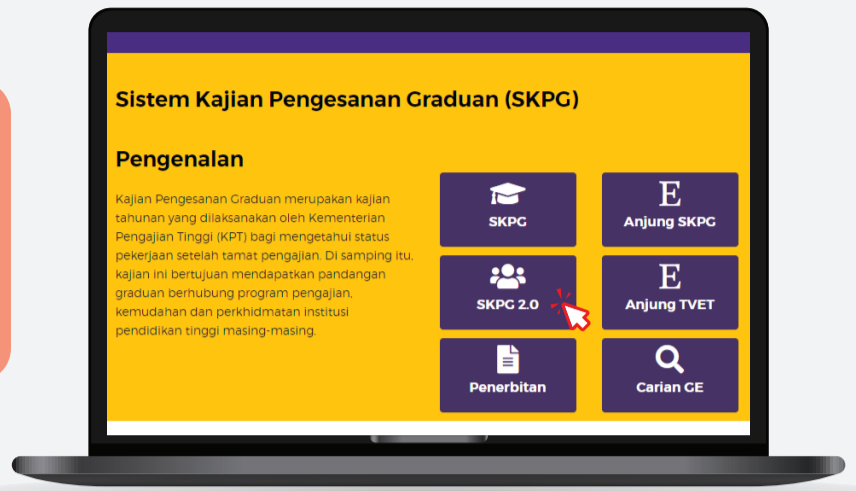 Sistem Kajian Pengesanan Graduan (SKPG)
Pengenalan
Kajian Pengesanan Graduan merupakan kajian
tahunan yang dilaksanakan oleh Kementerian
Pengajian Tinggi (KPT) bagi mengetahui status
pekerjaan setelah tamat pengajian. Di samping itu,
kajian ini bertujuan mendapatkan pandangan
graduan berhubung program pengajian,
kemudahan dan perkhidmatan institusi
pendidikan tinggi masing-masing.
SKPG
E
Anjung SKPG
SKPG 2.0
E
Anjung TVET
Penerbitan
Carian GE